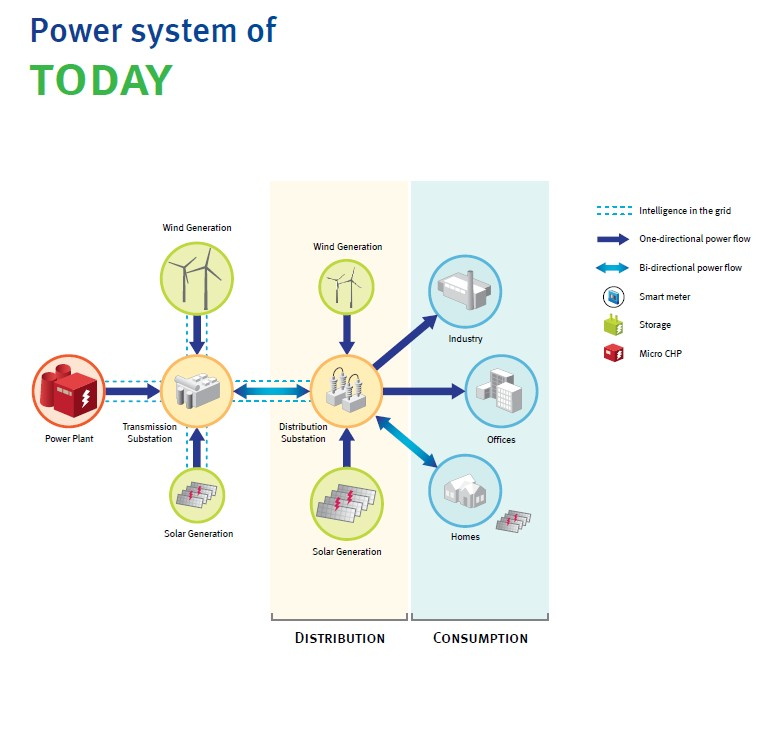 Power system of
TODAY
Wind Generation
Wind Generation
Intelligence in the grid
One-directional power flow
Bi-directional power flow
Smart meter
Storage
Micro CHP
Industry
Power Plant
Transmission
Substation
Distribution
Substation
Offices
Solar Generation
Solar Generation
Homes
DISTRIBUTION
CONSUMPTION